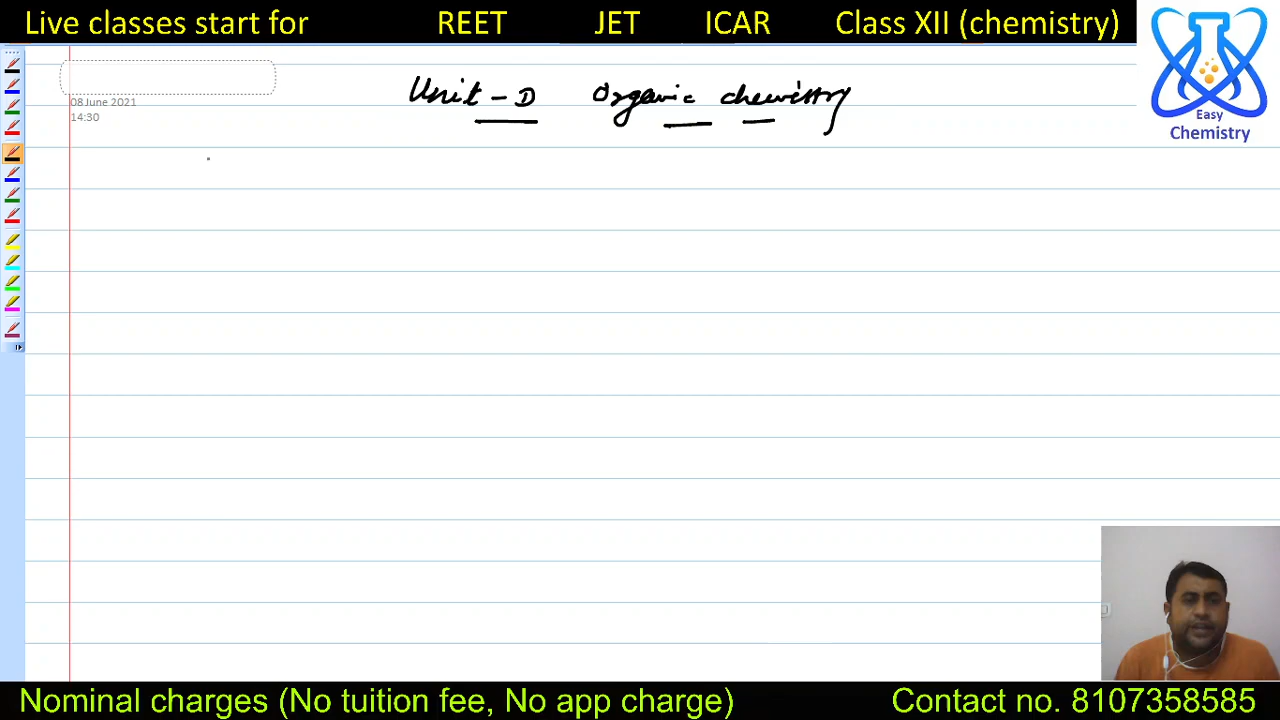 Live classes start for REET JET ICAR Class XII (chemistry)
Unit - D Organic chemistry
08 June 2021
14:30
Easy
Chemistry
Nominal charges (No tuition fee, No app charge) Contact no. 8107358585